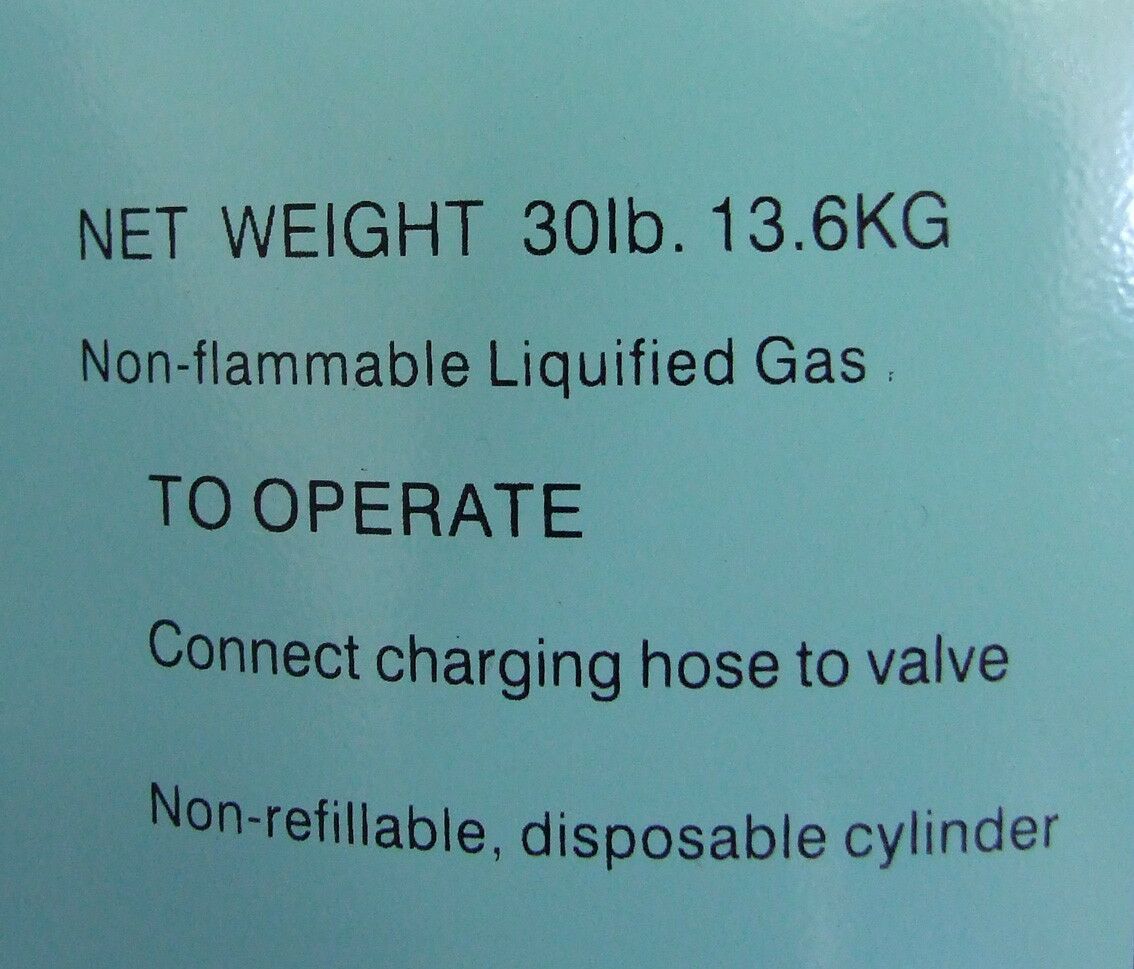 NET WEIGHT 30lb. 13.6KG
Non-flammable Liquified Gas
TO OPERATE
Connect charging hose to valve
Non-refillable, disposable cylinder